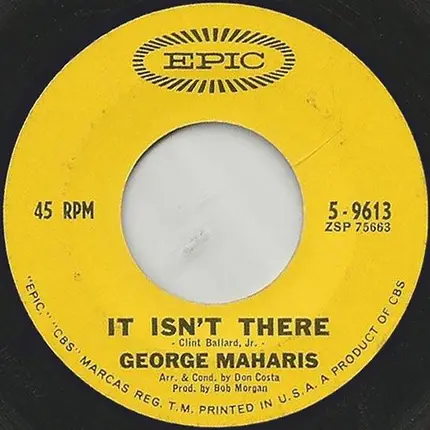 EPIC
45 RPM
5-9613
ZSP 75663
IT ISN'T THERE
- Clint Ballard, Jr. -
GEORGE MAHARIS
Arr. & Cond. by Don Costa
Prod. by Bob Morgan
"EPIC," "CBS" MARCAS REG. T.M. PRINTED IN U.S.A. A PRODUCT OF CBS